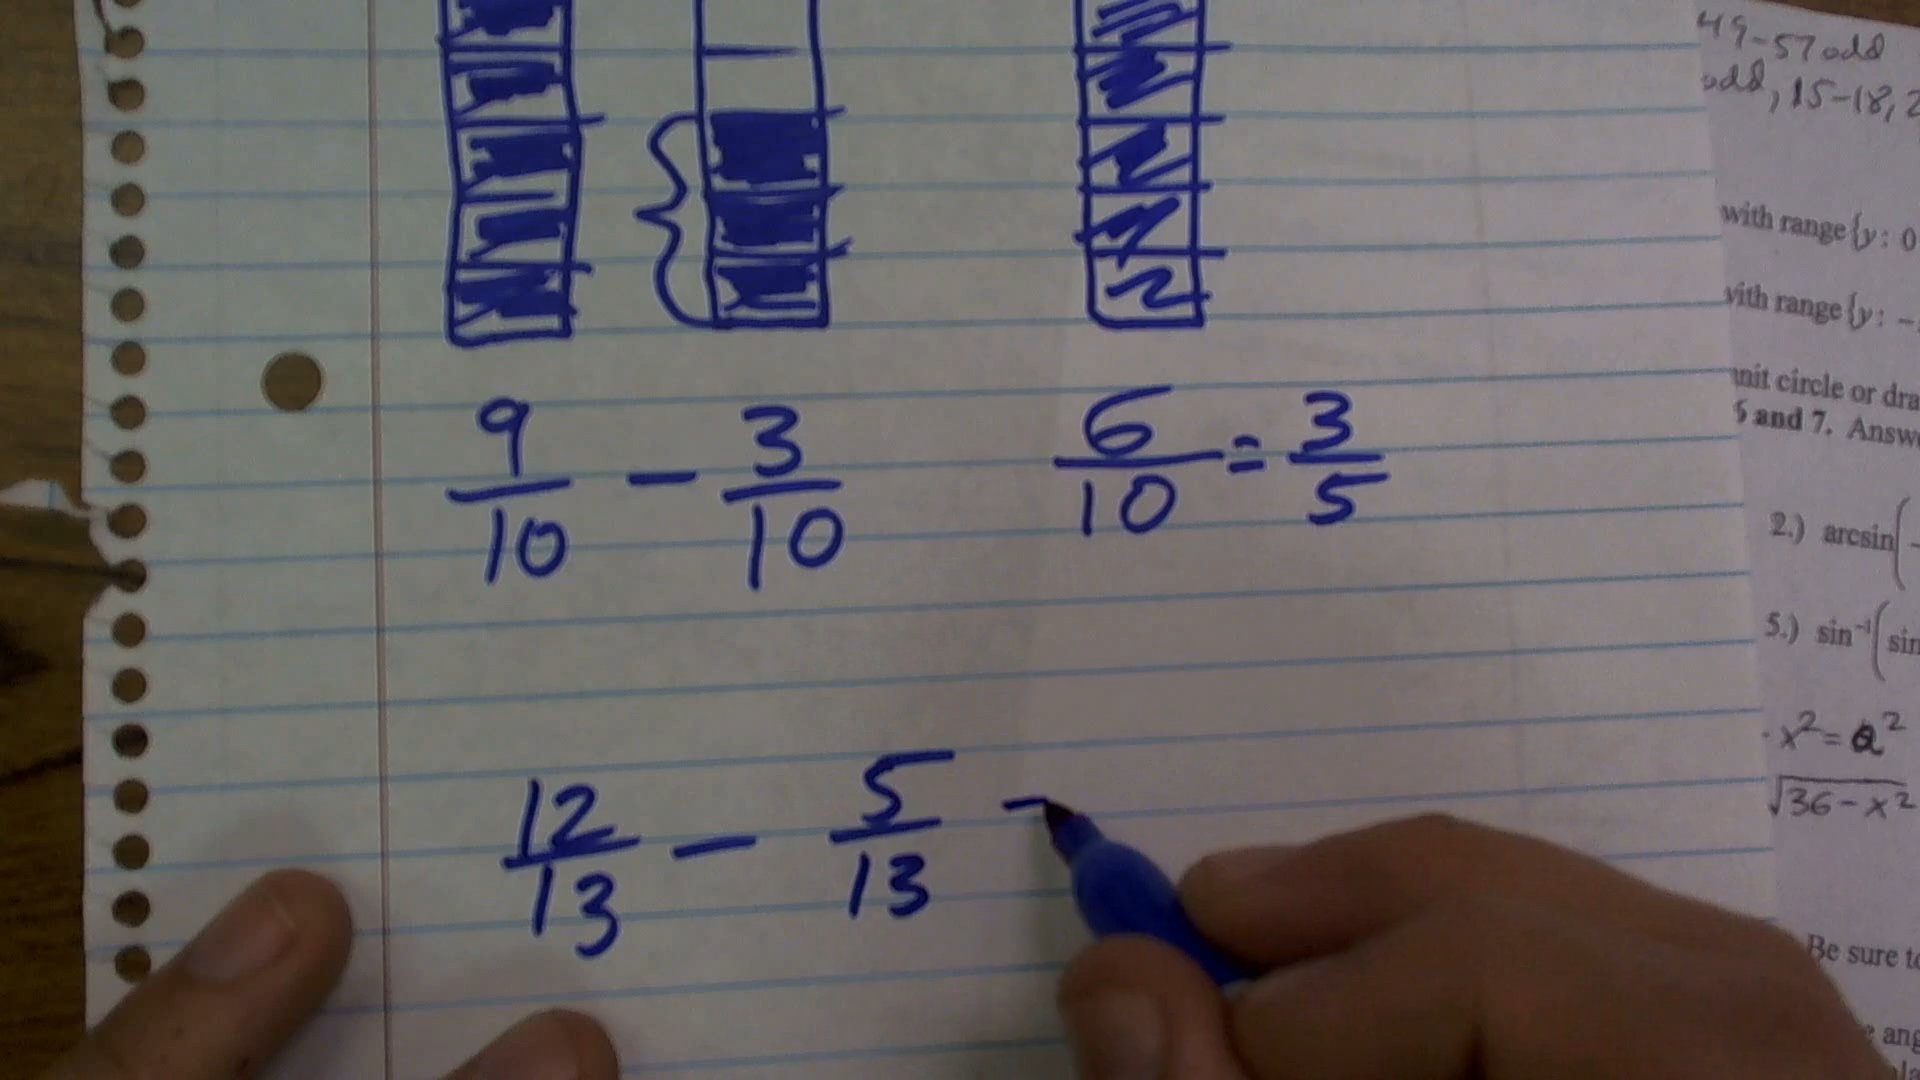 9/10 - 3/10 6/10 = 3/5
12/13 - 5/13 -
49-57 odd
odd, 15-18, 2
with range {y: 0
with range {y: -
unit circle or dra
6 and 7. Answ
2.) arcsin( -
5.) sin⁻¹( sin
x² = a²
√36 - x²
Be sure to
e ang